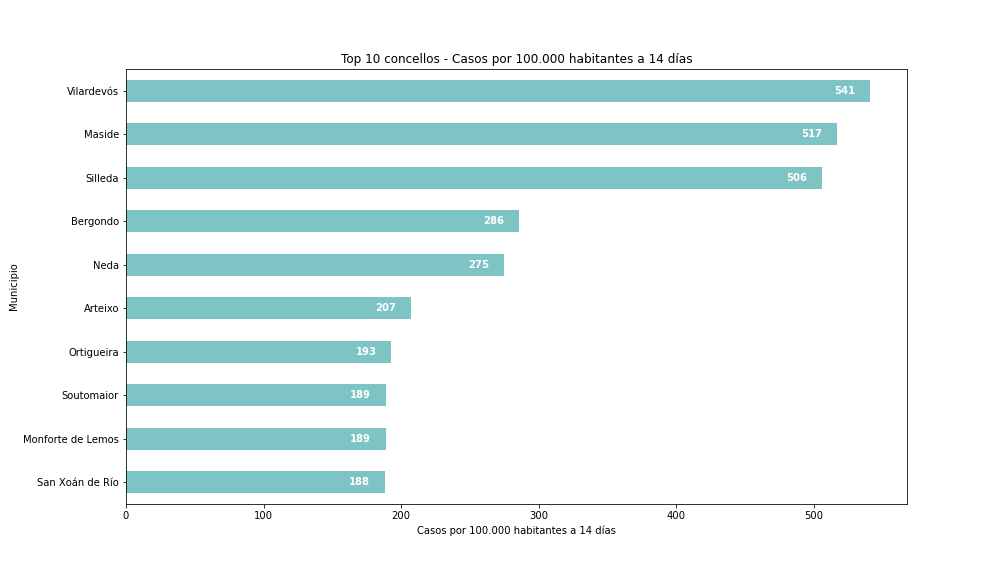 Top 10 concellos - Casos por 100.000 habitantes a 14 días
Municipio
Vilardevós 541
Maside 517
Silleda 506
Bergondo 286
Neda 275
Arteixo 207
Ortigueira 193
Soutomaior 189
Monforte de Lemos 189
San Xoán de Río 188
0 100 200 300 400 500
Casos por 100.000 habitantes a 14 días